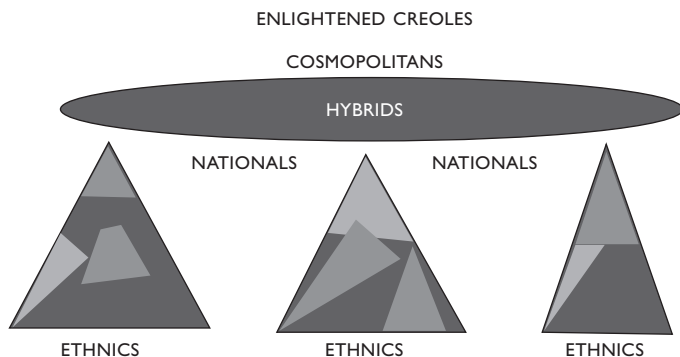 ENLIGHTENED CREOLES
COSMOPOLITANS
HYBRIDS
NATIONALS NATIONALS
ETHNICS ETHNICS ETHNICS